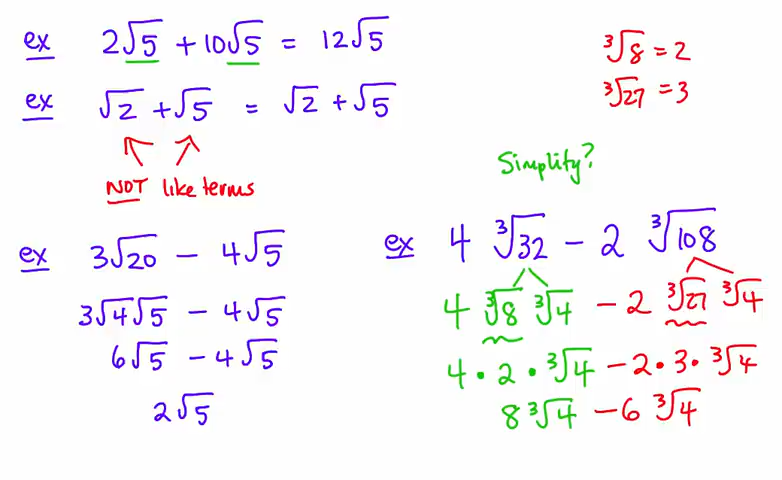 ex 2√5 + 10√5 = 12√5
ex √2 + √5 = √2 + √5
NOT like terms
ex 3√20 − 4√5
3√4√5 − 4√5
6√5 − 4√5
2√5
³√8 = 2
³√27 = 3
Simplify?
ex 4 ³√32 − 2 ³√108
4 ³√8 ³√4 − 2 ³√27 ³√4
4 • 2 • ³√4 − 2 • 3 • ³√4
8 ³√4 − 6 ³√4